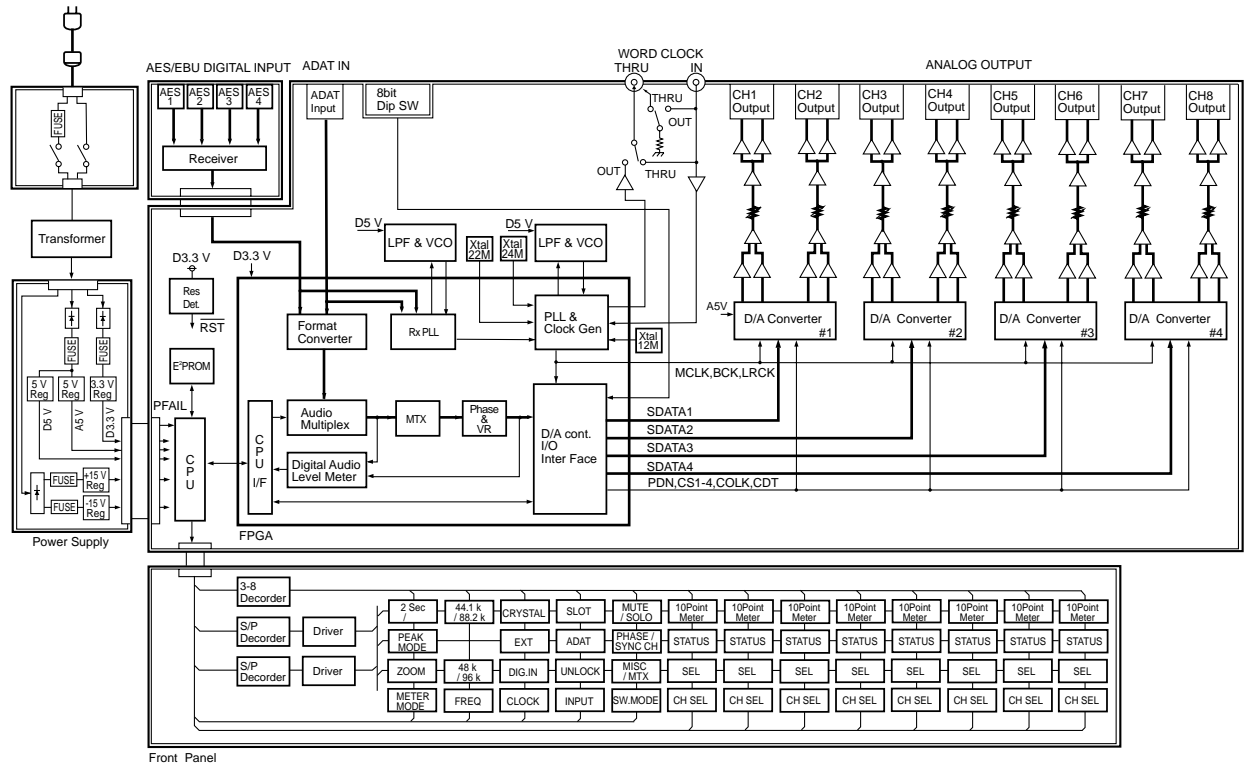 AES/EBU DIGITAL INPUT
ADAT IN
WORD CLOCK
THRU
IN
ANALOG OUTPUT
AES
1
AES
2
AES
3
AES
4
ADAT
Input
8bit
Dip SW
THRU
OUT
OUT
THRU
CH1
Output
CH2
Output
CH3
Output
CH4
Output
CH5
Output
CH6
Output
CH7
Output
CH8
Output
FUSE
Receiver
Transformer
D5 V
LPF & VCO
Xtal
22M
Xtal
24M
D5 V
LPF & VCO
D3.3 V
Res
Det.
RST
D3.3 V
Format
Converter
Rx PLL
PLL &
Clock Gen
Xtal
12M
A5V
D/A Converter
#1
D/A Converter
#2
D/A Converter
#3
D/A Converter
#4
MCLK,BCK,LRCK
FUSE
FUSE
5 V
Reg
5 V
Reg
3.3 V
Reg
D5 V
A5 V
D3.3 V
FUSE
+15 V
Reg
FUSE
-15 V
Reg
Power Supply
PFAIL
E²PROM
CPU
CPU
I/F
Audio
Multiplex
MTX
Phase
&
VR
Digital Audio
Level Meter
D/A cont.
I/O
Inter Face
FPGA
SDATA1
SDATA2
SDATA3
SDATA4
PDN,CS1-4,COLK,CDT
3-8
Decorder
S/P
Decorder
Driver
S/P
Decorder
Driver
2 Sec
/
44.1 k
/ 88.2 k
CRYSTAL
SLOT
MUTE
/ SOLO
10Point
Meter
10Point
Meter
10Point
Meter
10Point
Meter
10Point
Meter
10Point
Meter
10Point
Meter
10Point
Meter
PEAK
MODE
EXT
ADAT
PHASE /
SYNC CH
STATUS
STATUS
STATUS
STATUS
STATUS
STATUS
STATUS
STATUS
ZOOM
48 k
/ 96 k
DIG.IN
UNLOCK
MISC
/ MTX
SEL
SEL
SEL
SEL
SEL
SEL
SEL
SEL
METER
MODE
FREQ
CLOCK
INPUT
SW.MODE
CH SEL
CH SEL
CH SEL
CH SEL
CH SEL
CH SEL
CH SEL
CH SEL
Front Panel